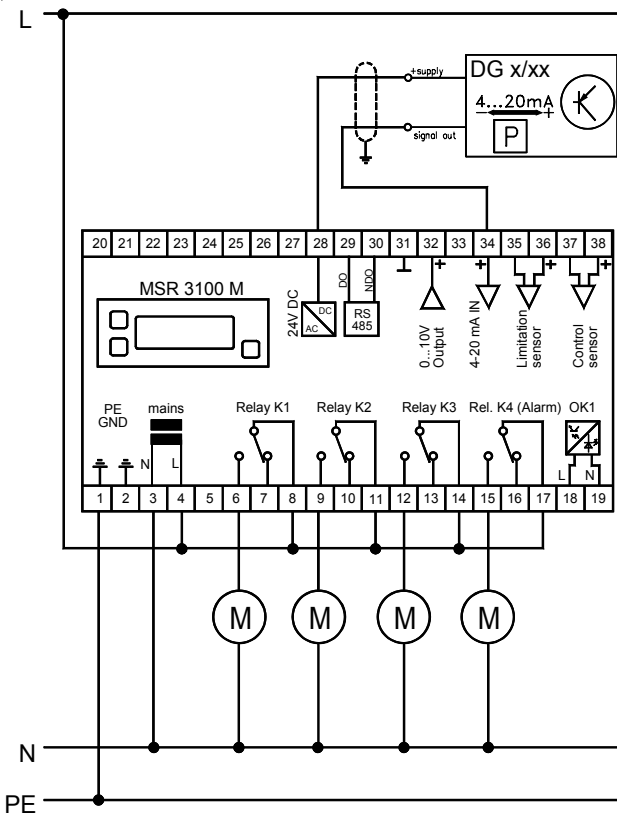 L
+supply
DG x/xx
4...20mA
- +
signal out
P
20 21 22 23 24 25 26 27 28 29 30 31 32 33 34 35 36 37 38
+ + + +
MSR 3100 M
24V DC
DC
AC
DO
NDO
RS
485
0...10V
Output
4-20 mA IN
Limitation
sensor
Control
sensor
PE
GND
mains
Relay K1
Relay K2
Relay K3
Rel. K4 (Alarm)
OK1
N L
L N
1 2 3 4 5 6 7 8 9 10 11 12 13 14 15 16 17 18 19
M M M M
N
PE